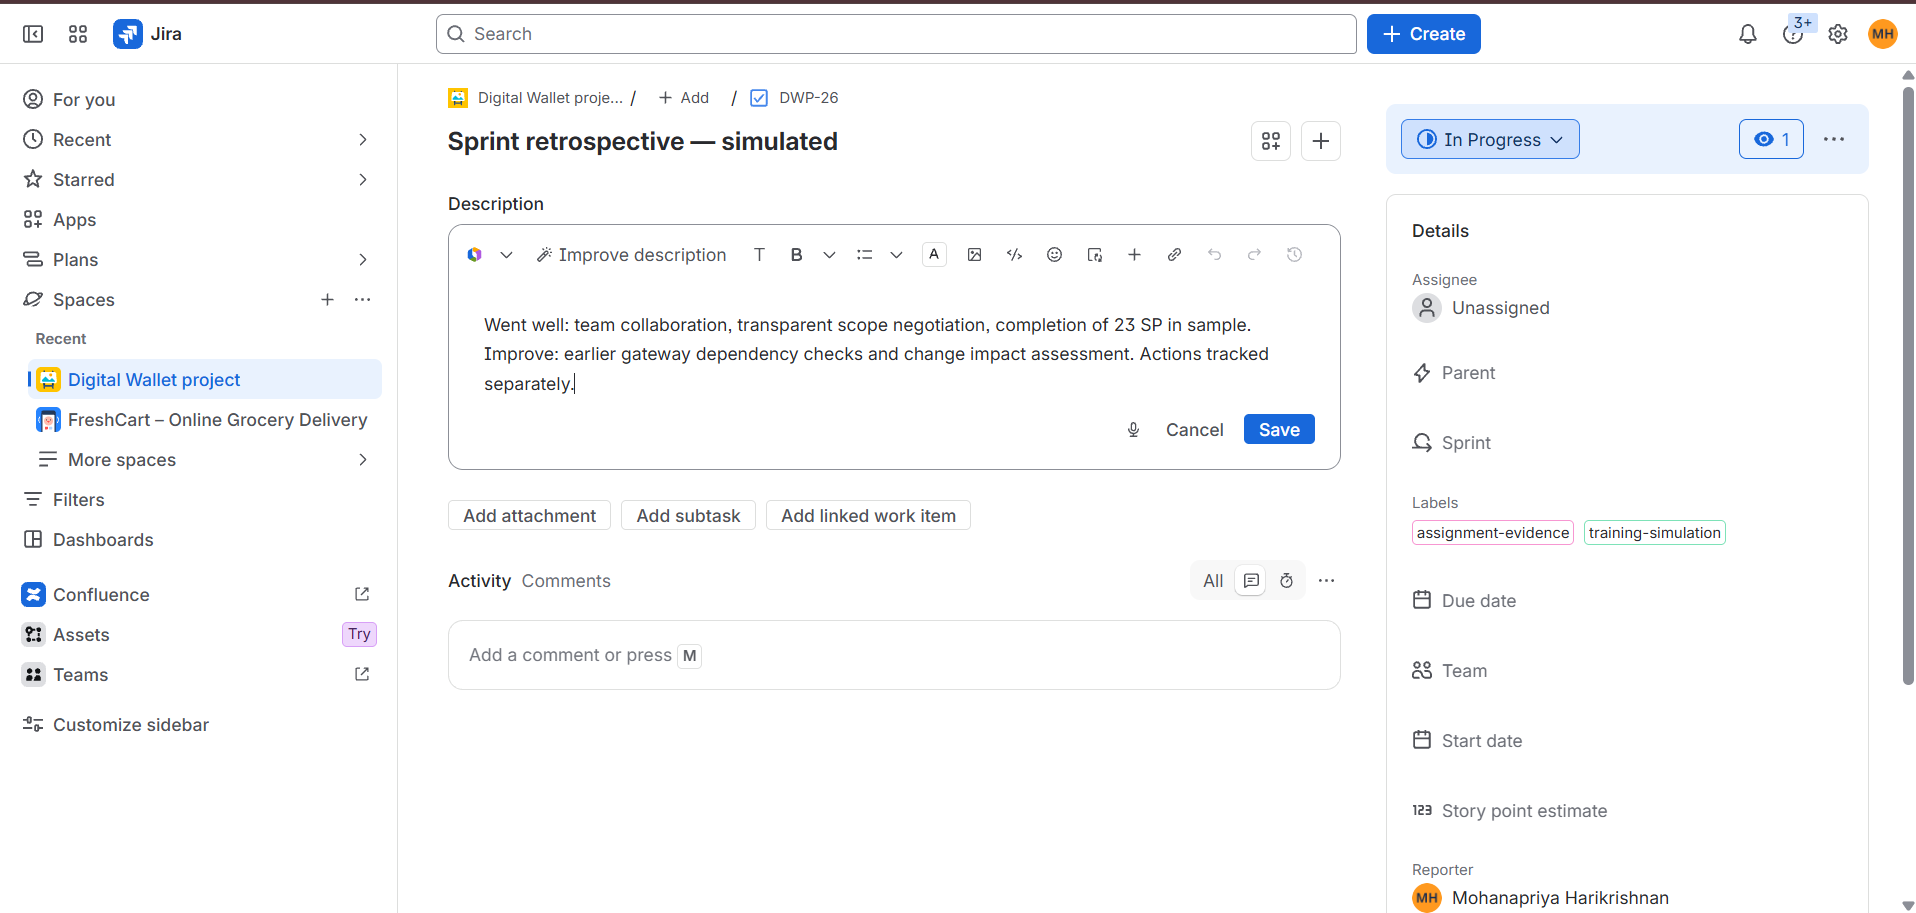 Jira
Search
Create
3+
MH
For you
Recent
Starred
Apps
Plans
Spaces
Recent
Digital Wallet project
FreshCart – Online Grocery Delivery
More spaces
Filters
Dashboards
Confluence
Assets
Try
Teams
Customize sidebar
Digital Wallet proje... / + Add / DWP-26
Sprint retrospective — simulated
Description
Improve description
T
B
A
Went well: team collaboration, transparent scope negotiation, completion of 23 SP in sample.
Improve: earlier gateway dependency checks and change impact assessment. Actions tracked
separately.
Cancel
Save
Add attachment
Add subtask
Add linked work item
Activity
Comments
All
Add a comment or press M
In Progress
1
Details
Assignee
Unassigned
Parent
Sprint
Labels
assignment-evidence
training-simulation
Due date
Team
Start date
123 Story point estimate
Reporter
MH Mohanapriya Harikrishnan